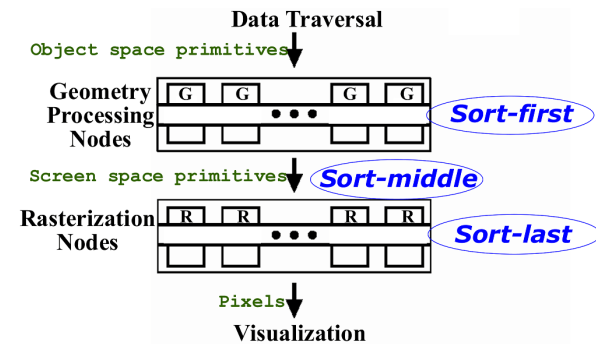 Data Traversal
Object space primitives
Geometry
Processing
Nodes
G G G G
Sort-first
Screen space primitives
Sort-middle
Rasterization
Nodes
R R R R
Sort-last
Pixels
Visualization